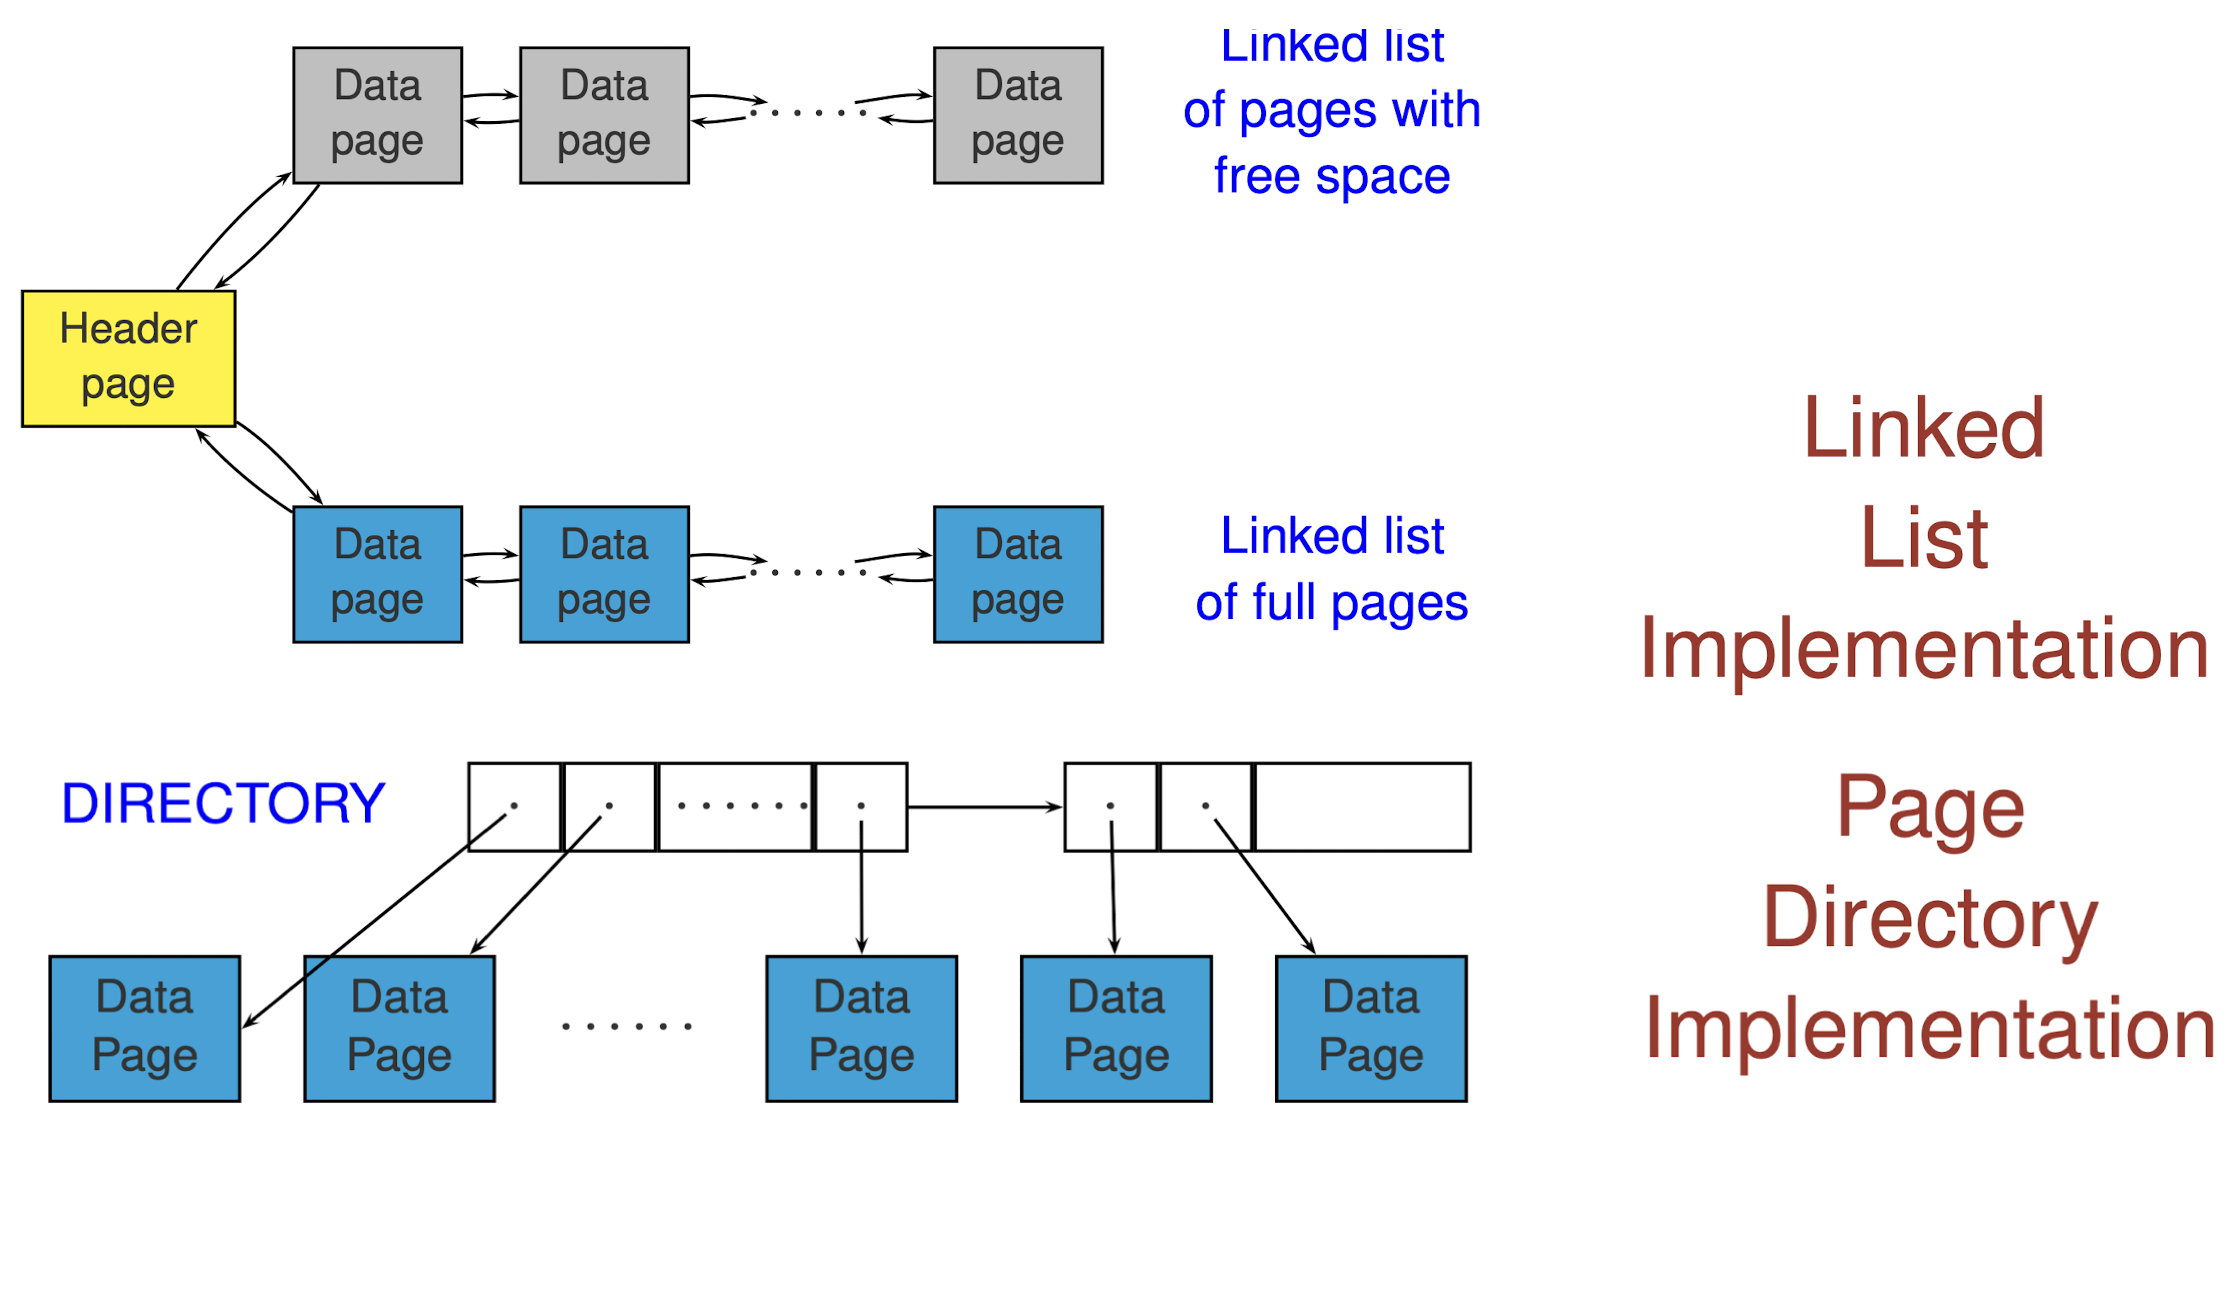 Data
page
Data
page
Data
page
Linked list
of pages with
free space
Header
page
Data
page
Data
page
Data
page
Linked list
of full pages
Linked
List
Implementation
DIRECTORY
Data
Page
Data
Page
Data
Page
Data
Page
Data
Page
Page
Directory
Implementation